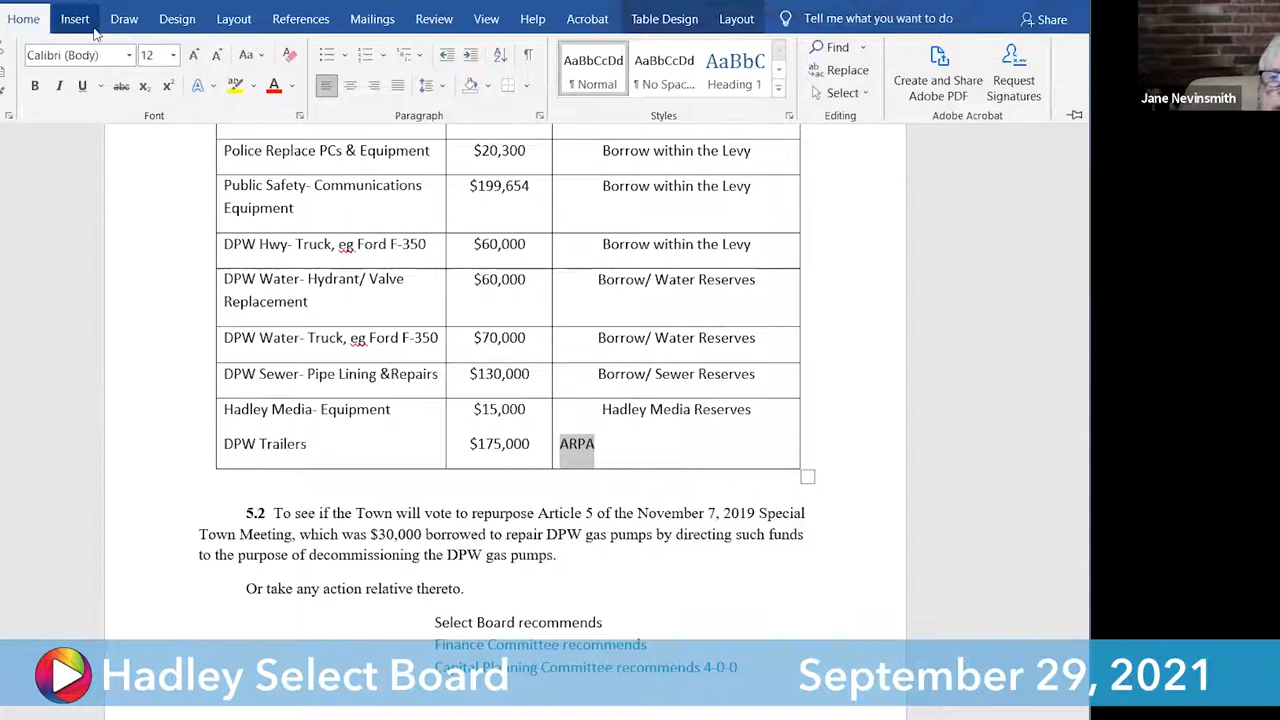 Home Insert Draw Design Layout References Mailings Review View Help Acrobat Table Design Layout Tell me what you want to do Share
Calibri (Body) 12 Aa Find
Replace
Select
B I U abc x₂ x² A
AaBbCcDd AaBbCcDd AaBbC
¶ Normal ¶ No Spac... Heading 1
Create and Share
Adobe PDF
Request
Signatures
Font Paragraph Styles Editing Adobe Acrobat
Jane Nevinsmith
Police Replace PCs & Equipment $20,300 Borrow within the Levy
Public Safety- Communications $199,654 Borrow within the Levy
Equipment
DPW Hwy- Truck, eg Ford F-350 $60,000 Borrow within the Levy
DPW Water- Hydrant/ Valve $60,000 Borrow/ Water Reserves
Replacement
DPW Water- Truck, eg Ford F-350 $70,000 Borrow/ Water Reserves
DPW Sewer- Pipe Lining &Repairs $130,000 Borrow/ Sewer Reserves
Hadley Media- Equipment $15,000 Hadley Media Reserves
DPW Trailers $175,000 ARPA
5.2 To see if the Town will vote to repurpose Article 5 of the November 7, 2019 Special
Town Meeting, which was $30,000 borrowed to repair DPW gas pumps by directing such funds
to the purpose of decommissioning the DPW gas pumps.
Or take any action relative thereto.
Select Board recommends
Finance Committee recommends
Capital Planning Committee recommends 4-0-0
Hadley Select Board September 29, 2021